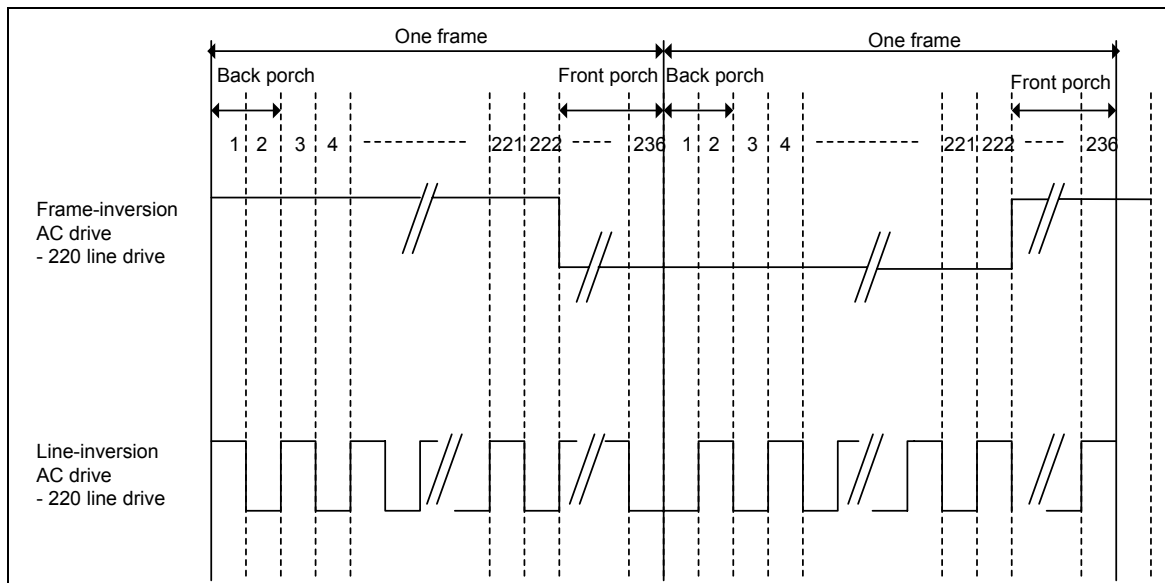 One frame One frame
Back porch Front porch Back porch Front porch
1 2 3 4 221 222 236 1 2 3 4 221 222 236
Frame-inversion
AC drive
- 220 line drive
Line-inversion
AC drive
- 220 line drive